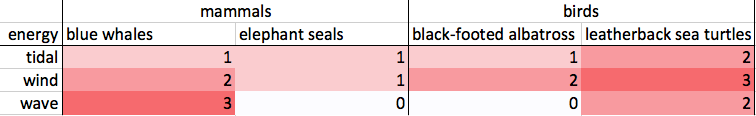 mammals birds
energy blue whales elephant seals black-footed albatross leatherback sea turtles
tidal 1 1 1 2
wind 2 1 2 3
wave 3 0 0 2